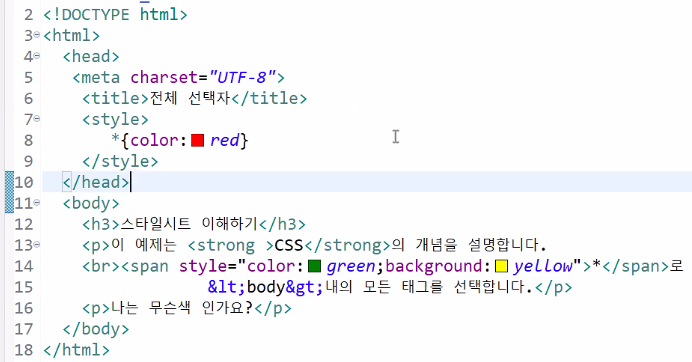 2 <!DOCTYPE html>
3 <html>
4 <head>
5 <meta charset="UTF-8">
6 <title>전체 선택자</title>
7 <style>
8 *{color: red}
9 </style>
10 </head>
11 <body>
12 <h3>스타일시트 이해하기</h3>
13 <p>이 예제는 <strong >CSS</strong>의 개념을 설명합니다.
14 <br><span style="color: green;background: yellow">*</span>로
15 &lt;body&gt;내의 모든 태그를 선택합니다.</p>
16 <p>나는 무슨색 인가요?</p>
17 </body>
18 </html>